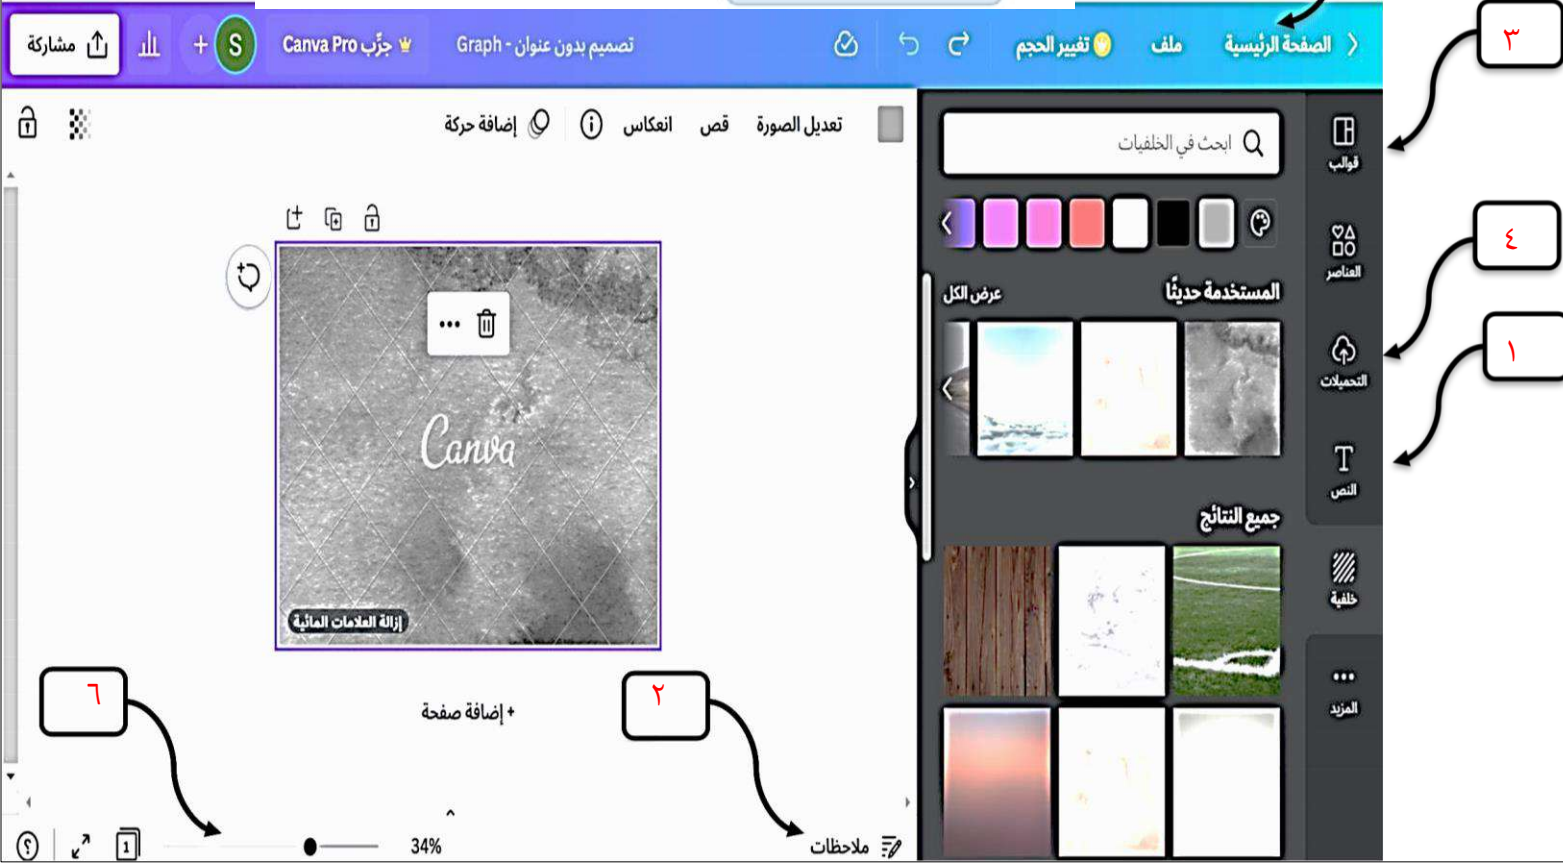 الصفحة الرئيسية
ملف
تغيير الحجم
تصميم بدون عنوان - Graph
جرِّب Canva Pro
S
+
مشاركة
٣
قوالب
العناصر
٤
التحميلات
١
النص
خلفية
المزيد
ابحث في الخلفيات
المستخدمة حديثًا
عرض الكل
جميع النتائج
تعديل الصورة
قص
انعكاس
إضافة حركة
Canva
إزالة العلامات المائية
+ إضافة صفحة
٢
٦
ملاحظات
34%
1
؟